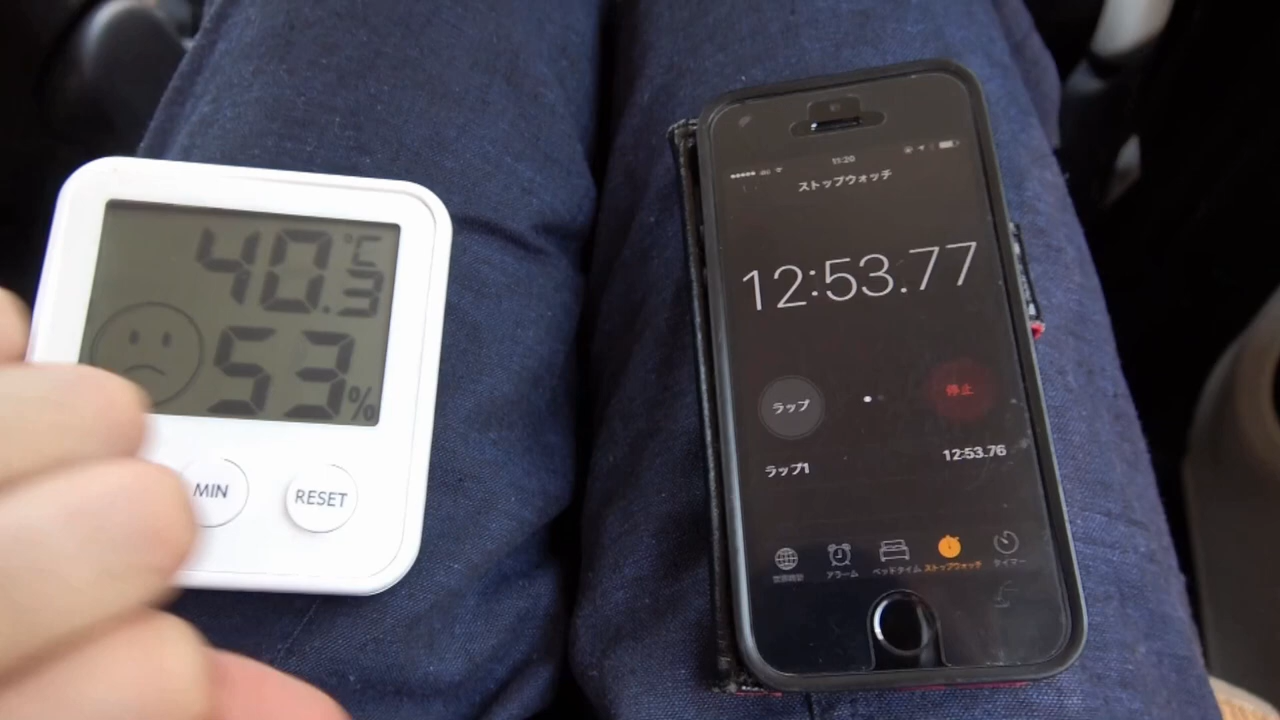 40.3 ℃
53 %
MIN
RESET
11:20
ストップウォッチ
12:53.77
ラップ
停止
ラップ1
12:53.76
世界時計
アラーム
ベッドタイム
ストップウォッチ
タイマー